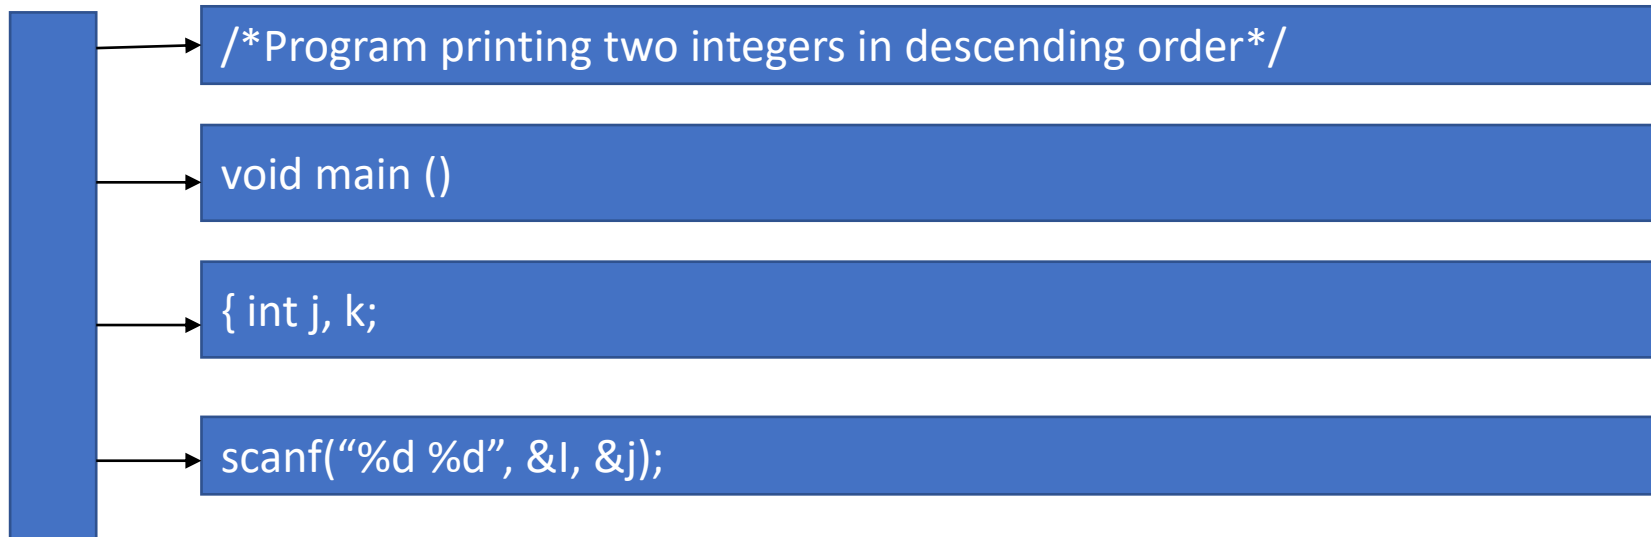 /*Program printing two integers in descending order*/
void main ()
{ int j, k;
scanf(“%d %d”, &I, &j);